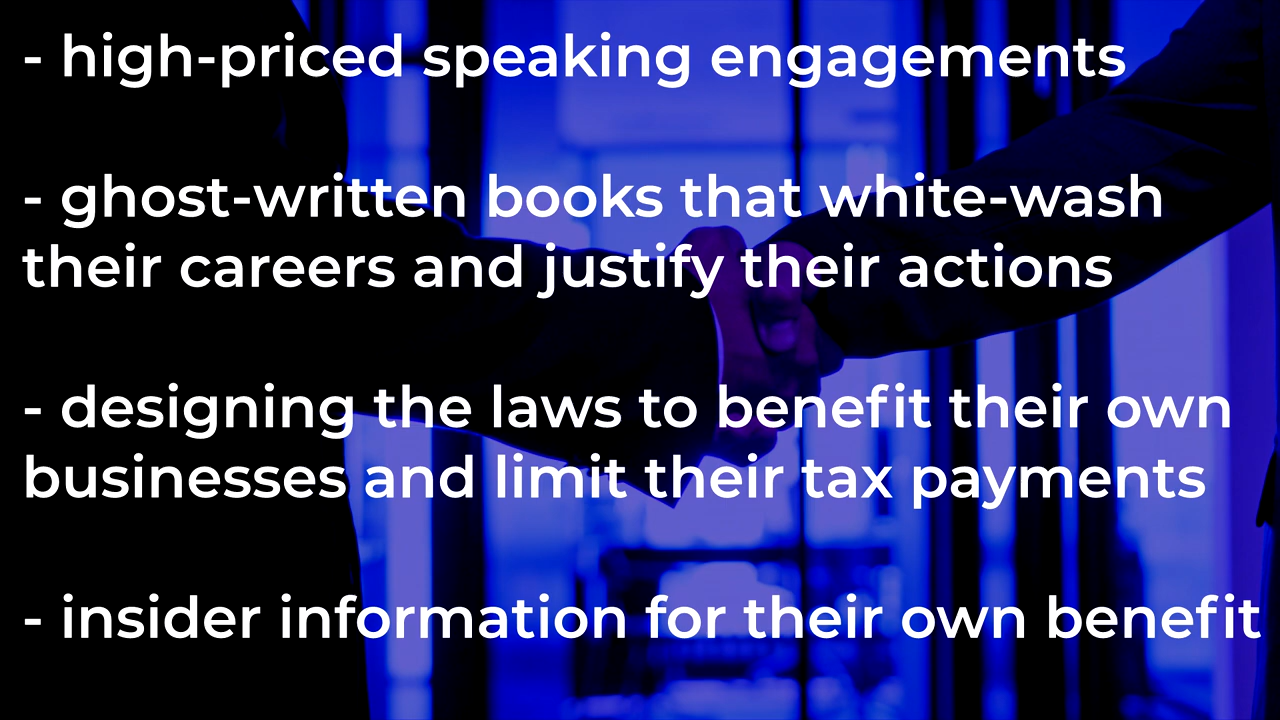 - high-priced speaking engagements
- ghost-written books that white-wash
their careers and justify their actions
- designing the laws to benefit their own
businesses and limit their tax payments
- insider information for their own benefit